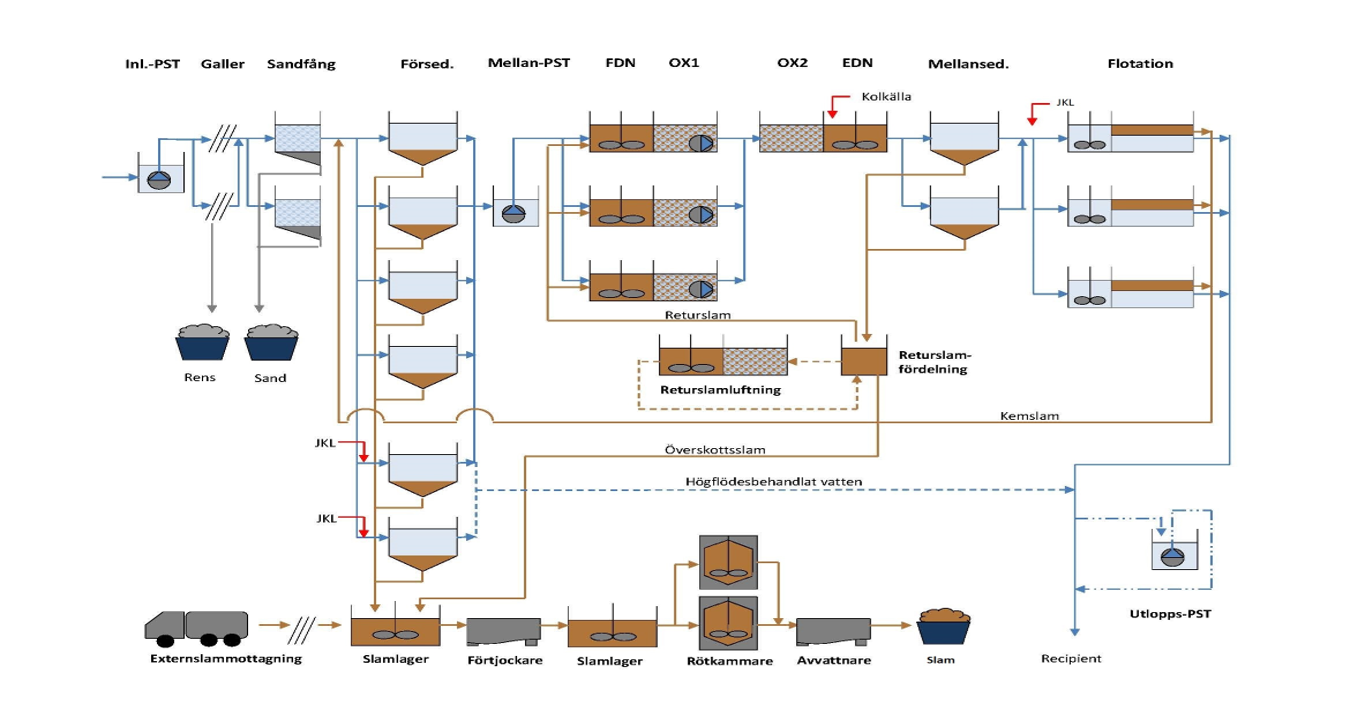 Inl.-PST
Galler
Sandfång
Försed.
Mellan-PST
FDN
OX1
OX2
EDN
Mellansed.
Flotation
Kolkälla
JKL
Returslam
Returslam-
fördelning
Returslamluftning
Rens
Sand
Kemslam
JKL
Överskottsslam
Högflödesbehandlat vatten
JKL
Utlopps-PST
Externslammottagning
Slamlager
Förtjockare
Slamlager
Rötkammare
Avvattnare
Slam
Recipient